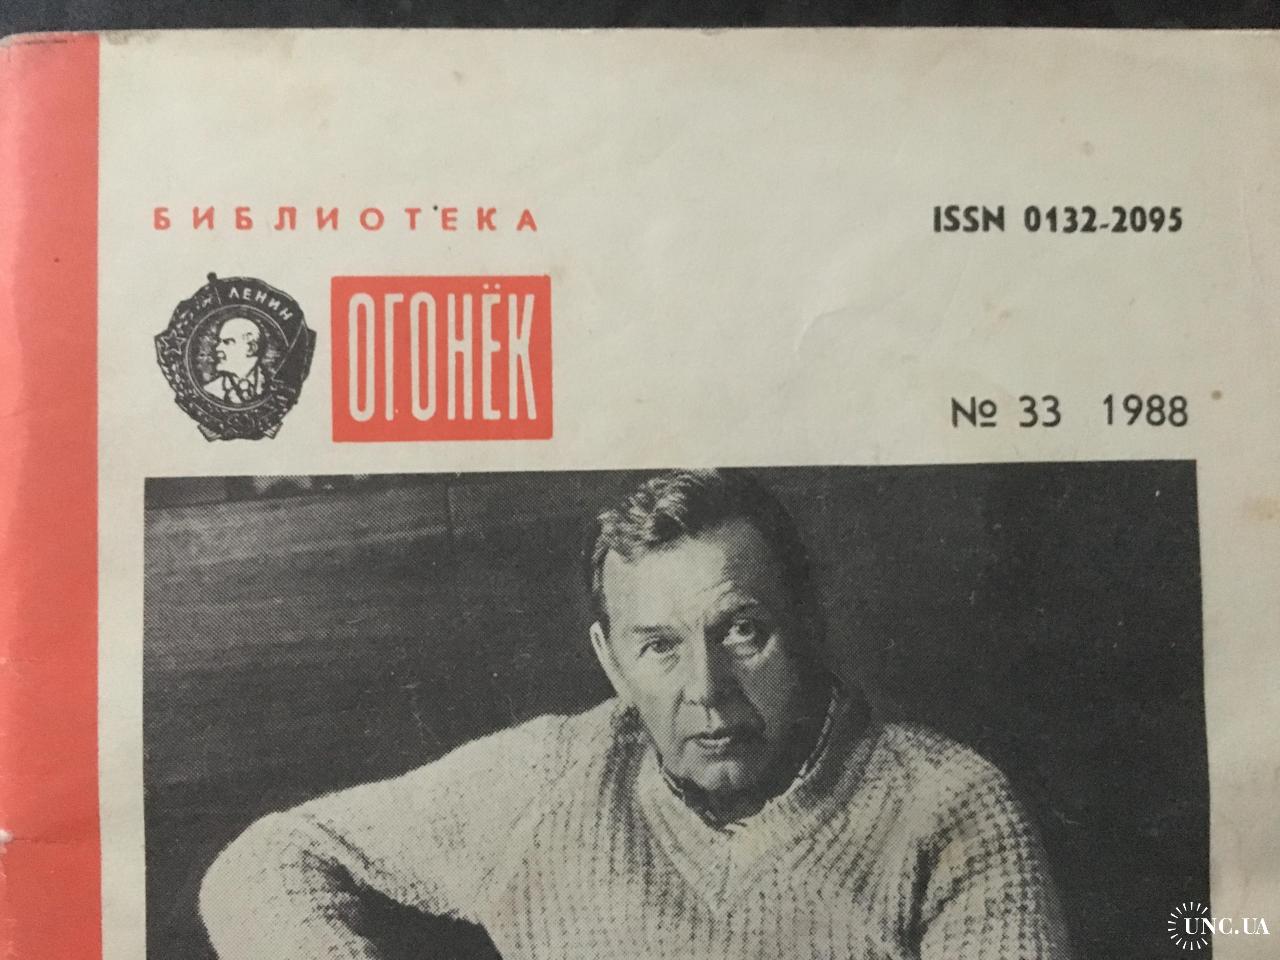 БИБЛИОТЕКА
ISSN 0132-2095
ЛЕНИН
ОГОНЁК
№ 33 1988
UNC.UA